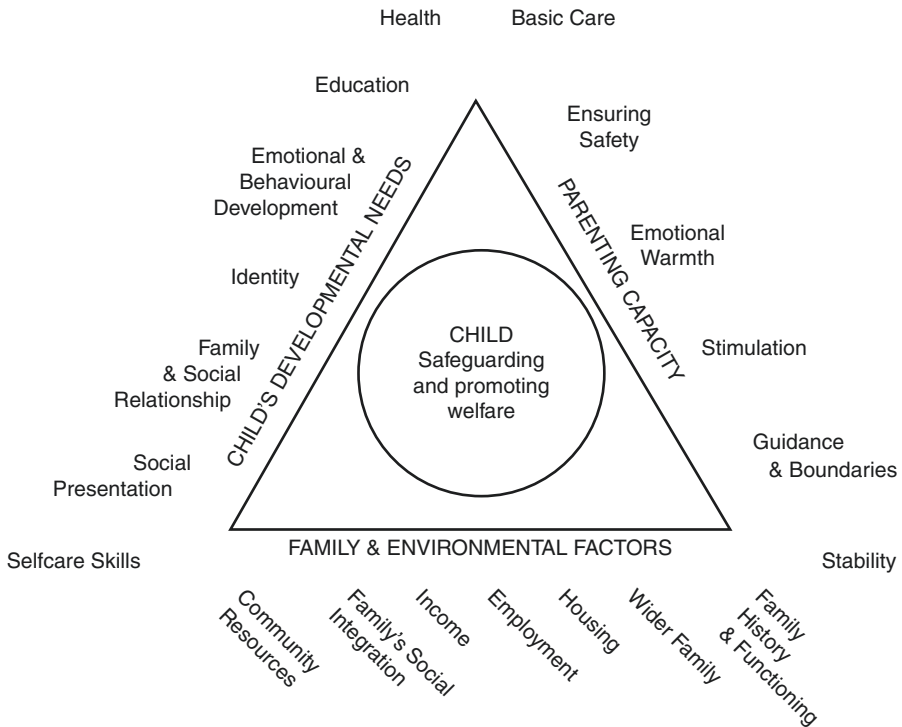 Health
Basic Care
Education
Ensuring
Safety
Emotional &
Behavioural
Development
CHILD'S DEVELOPMENTAL NEEDS
PARENTING CAPACITY
Emotional
Warmth
Identity
CHILD
Safeguarding
and promoting
welfare
Family
& Social
Relationship
Stimulation
Social
Presentation
Guidance
& Boundaries
FAMILY & ENVIRONMENTAL FACTORS
Selfcare Skills
Stability
Community
Resources
Family's Social
Integration
Income
Employment
Housing
Wider Family
Family
History
& Functioning